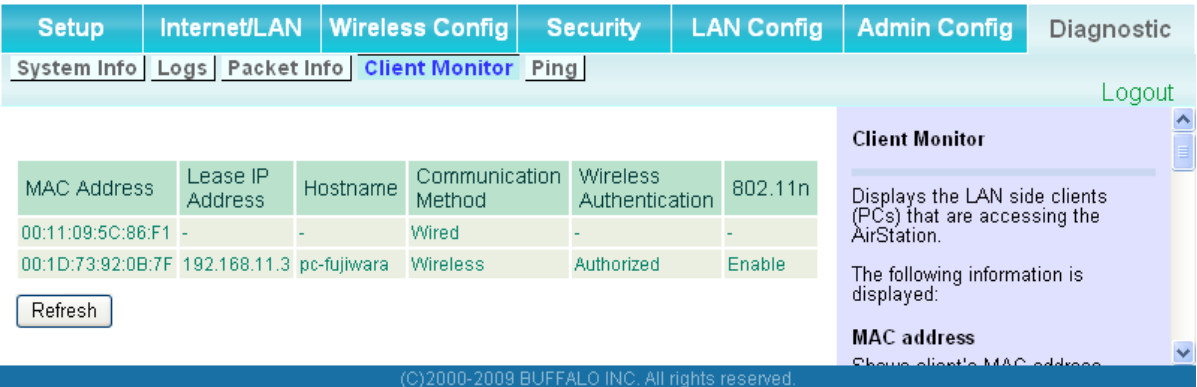 Setup Internet/LAN Wireless Config Security LAN Config Admin Config Diagnostic
System Info Logs Packet Info Client Monitor Ping
Logout
MAC Address Lease IP Address Hostname Communication Method Wireless Authentication 802.11n
00:11:09:5C:86:F1 - - Wired - -
00:1D:73:92:0B:7F 192.168.11.3 pc-fujiwara Wireless Authorized Enable
Refresh
Client Monitor
Displays the LAN side clients
(PCs) that are accessing the
AirStation.
The following information is
displayed:
MAC address
Shows client's MAC address
(C)2000-2009 BUFFALO INC. All rights reserved.